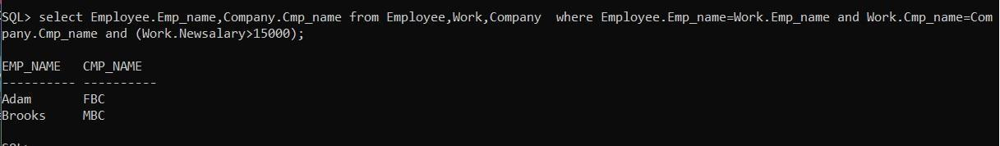 SQL> select Employee.Emp_name,Company.Cmp_name from Employee,Work,Company  where Employee.Emp_name=Work.Emp_name and Work.Cmp_name=Com
pany.Cmp_name and (Work.Newsalary>15000);
EMP_NAME   CMP_NAME
---------- ----------
Adam       FBC
Brooks     MBC
SQL>